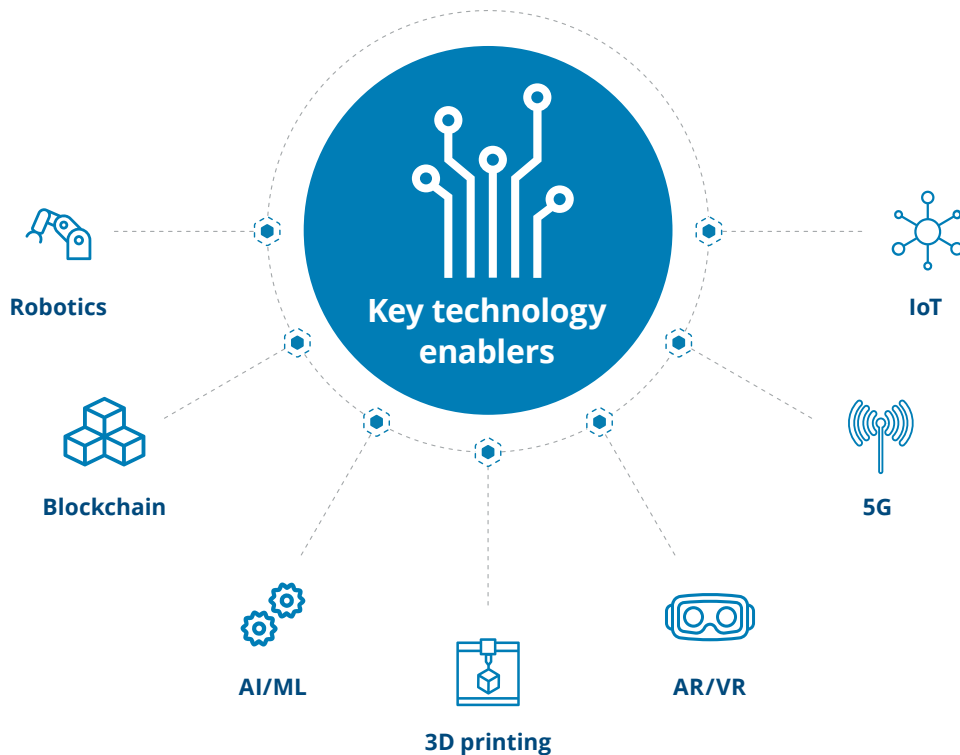 Key technology
enablers
Robotics
IoT
Blockchain
5G
AI/ML
AR/VR
3D printing